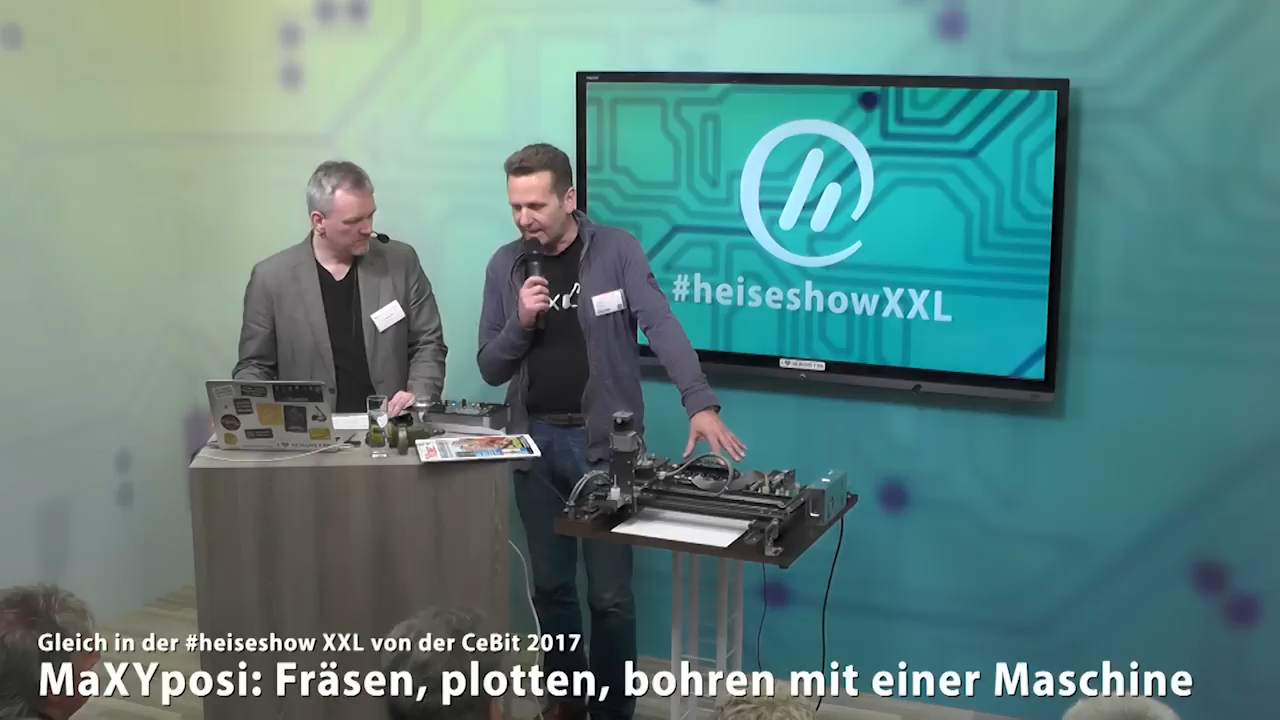 #heiseshowXXL
Gleich in der #heiseshow XXL von der CeBit 2017
MaXYposi: Fräsen, plotten, bohren mit einer Maschine